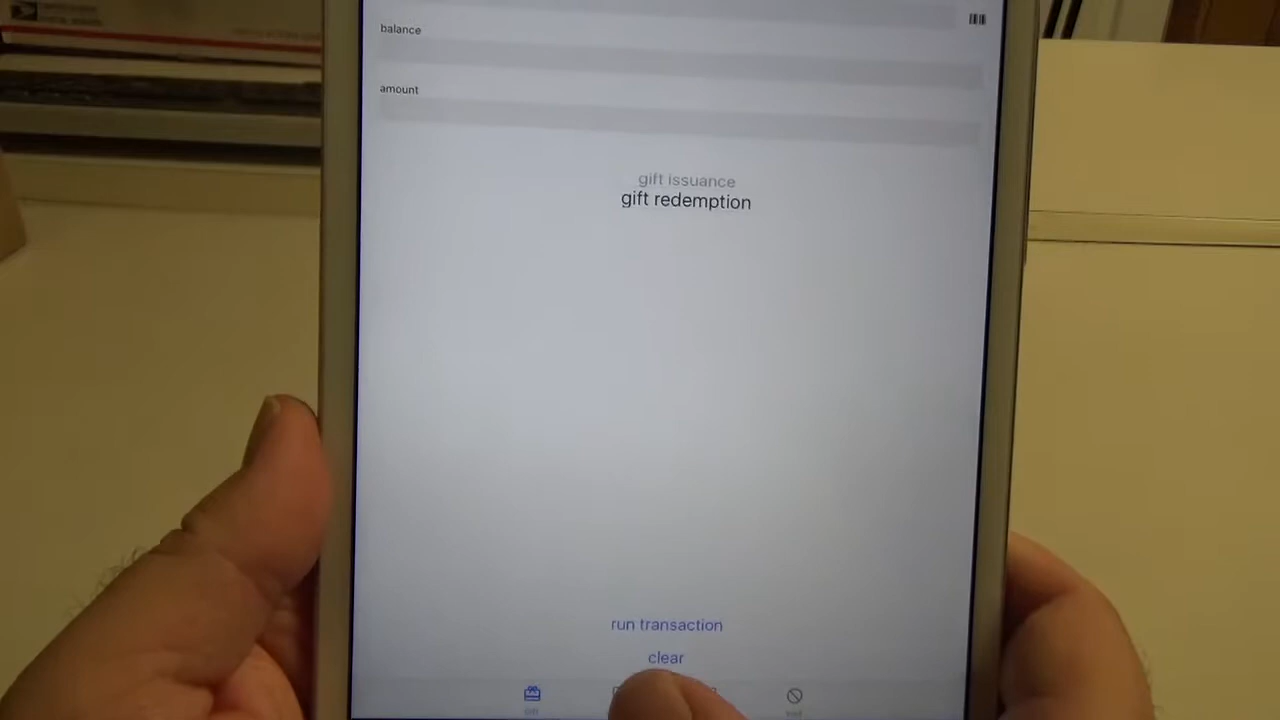 balance
amount
gift issuance
gift redemption
run transaction
clear